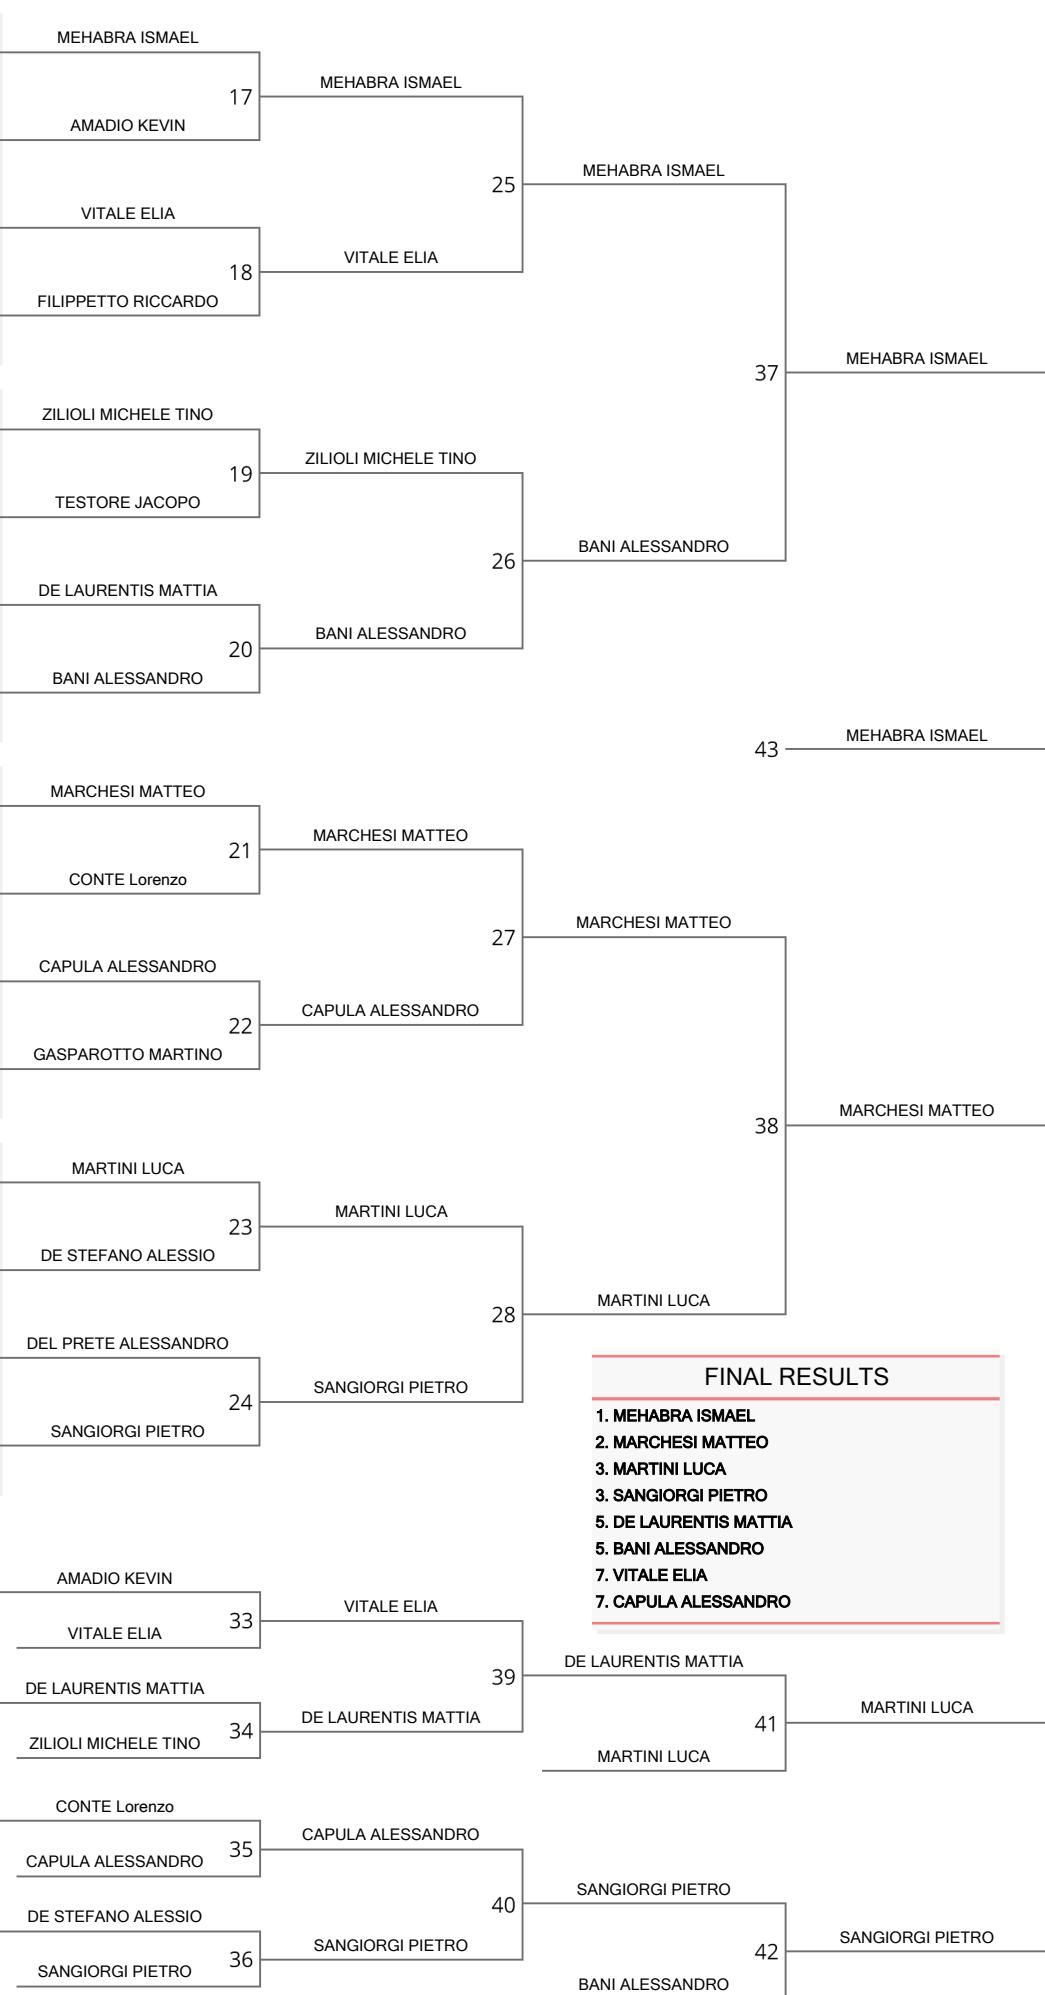 MEHABRA ISMAEL
17
MEHABRA ISMAEL
AMADIO KEVIN
25
MEHABRA ISMAEL
VITALE ELIA
18
VITALE ELIA
FILIPPETTO RICCARDO
37
MEHABRA ISMAEL
ZILIOLI MICHELE TINO
19
ZILIOLI MICHELE TINO
TESTORE JACOPO
26
BANI ALESSANDRO
DE LAURENTIS MATTIA
20
BANI ALESSANDRO
BANI ALESSANDRO
43
MEHABRA ISMAEL
MARCHESI MATTEO
21
MARCHESI MATTEO
CONTE Lorenzo
27
MARCHESI MATTEO
CAPULA ALESSANDRO
22
CAPULA ALESSANDRO
GASPAROTTO MARTINO
38
MARCHESI MATTEO
MARTINI LUCA
23
MARTINI LUCA
DE STEFANO ALESSIO
28
MARTINI LUCA
DEL PRETE ALESSANDRO
24
SANGIORGI PIETRO
SANGIORGI PIETRO
FINAL RESULTS
1. MEHABRA ISMAEL
2. MARCHESI MATTEO
3. MARTINI LUCA
3. SANGIORGI PIETRO
5. DE LAURENTIS MATTIA
5. BANI ALESSANDRO
7. VITALE ELIA
7. CAPULA ALESSANDRO
AMADIO KEVIN
33
VITALE ELIA
VITALE ELIA
39
DE LAURENTIS MATTIA
DE LAURENTIS MATTIA
34
DE LAURENTIS MATTIA
ZILIOLI MICHELE TINO
41
MARTINI LUCA
MARTINI LUCA
CONTE Lorenzo
35
CAPULA ALESSANDRO
CAPULA ALESSANDRO
40
SANGIORGI PIETRO
DE STEFANO ALESSIO
36
SANGIORGI PIETRO
SANGIORGI PIETRO
42
SANGIORGI PIETRO
BANI ALESSANDRO